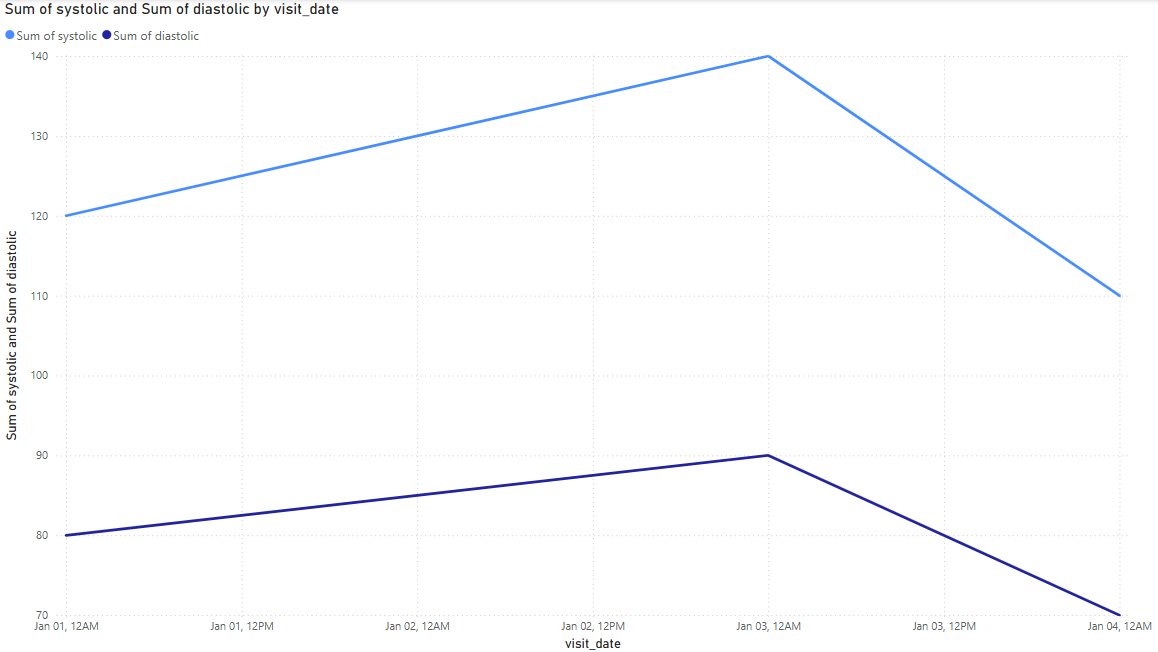 Sum of systolic and Sum of diastolic by visit_date
Sum of systolic Sum of diastolic
Sum of systolic and Sum of diastolic
140
130
120
110
100
90
80
70
Jan 01, 12AM Jan 01, 12PM Jan 02, 12AM Jan 02, 12PM Jan 03, 12AM Jan 03, 12PM Jan 04, 12AM
visit_date